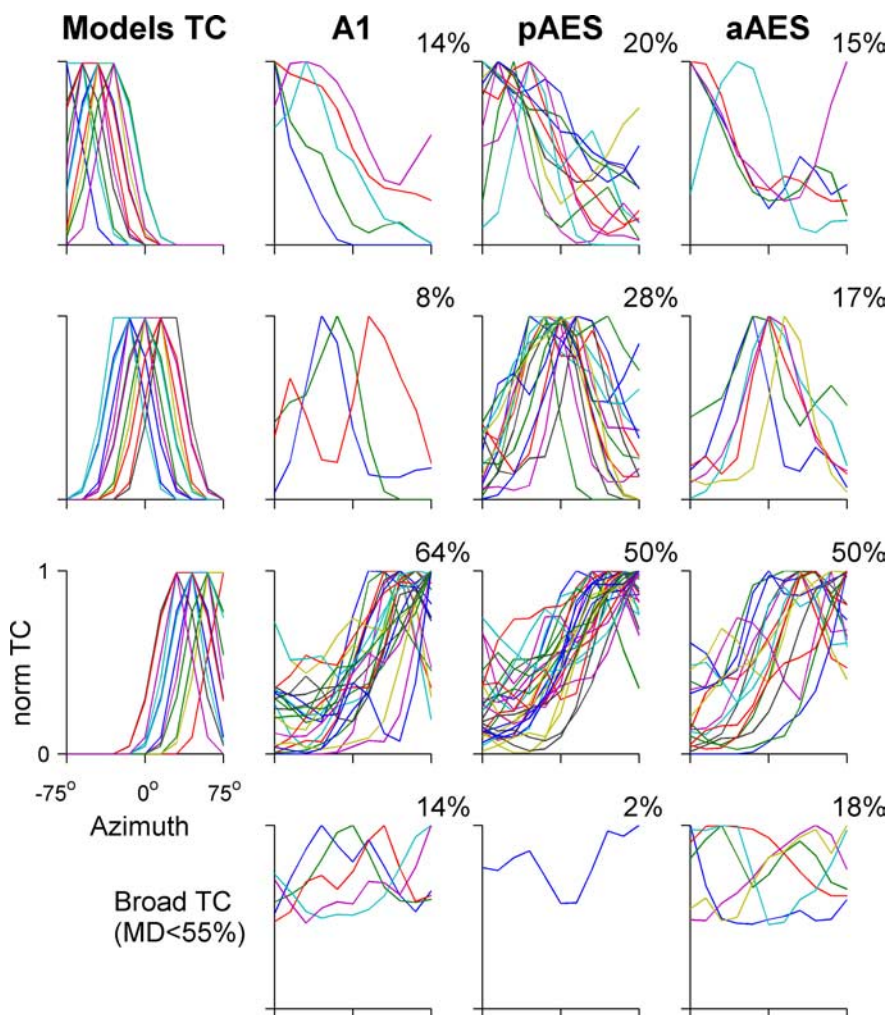 Models TC
A1
pAES
aAES
14%
20%
15%
8%
28%
17%
64%
50%
50%
norm TC
1
0
-75°
0°
75°
Azimuth
14%
2%
18%
Broad TC
(MD<55%)